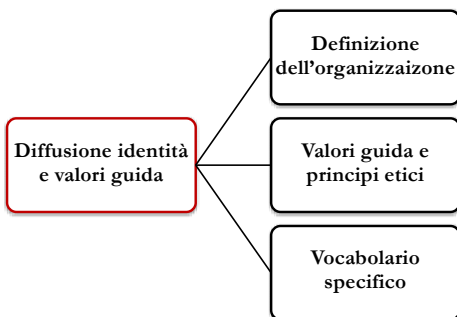 Definizione
dell'organizzaizone
Diffusione identità
e valori guida
Valori guida e
principi etici
Vocabolario
specifico